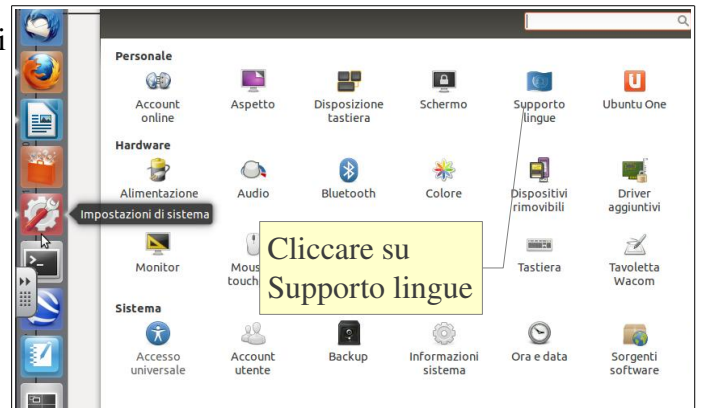 i
Personale
Account online
Aspetto
Disposizione tastiera
Schermo
Supporto lingue
Ubuntu One
Hardware
Alimentazione
Audio
Bluetooth
Colore
Dispositivi rimovibili
Driver aggiuntivi
Impostazioni di sistema
Monitor
Mous
touch
Cliccare su
Supporto lingue
Tastiera
Tavoletta Wacom
Sistema
Accesso universale
Account utente
Backup
Informazioni sistema
Ora e data
Sorgenti software